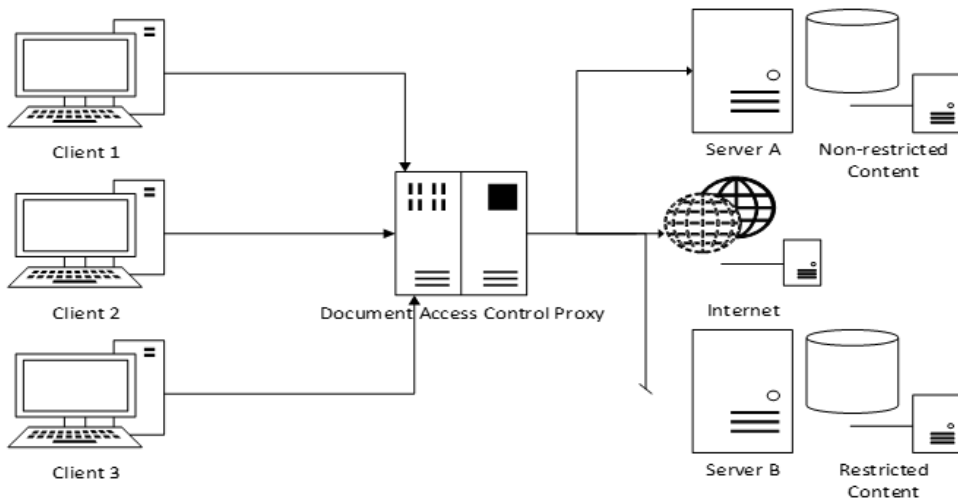 Client 1
Server A
Non-restricted
Content
Client 2
Document Access Control Proxy
Internet
Client 3
Server B
Restricted
Content